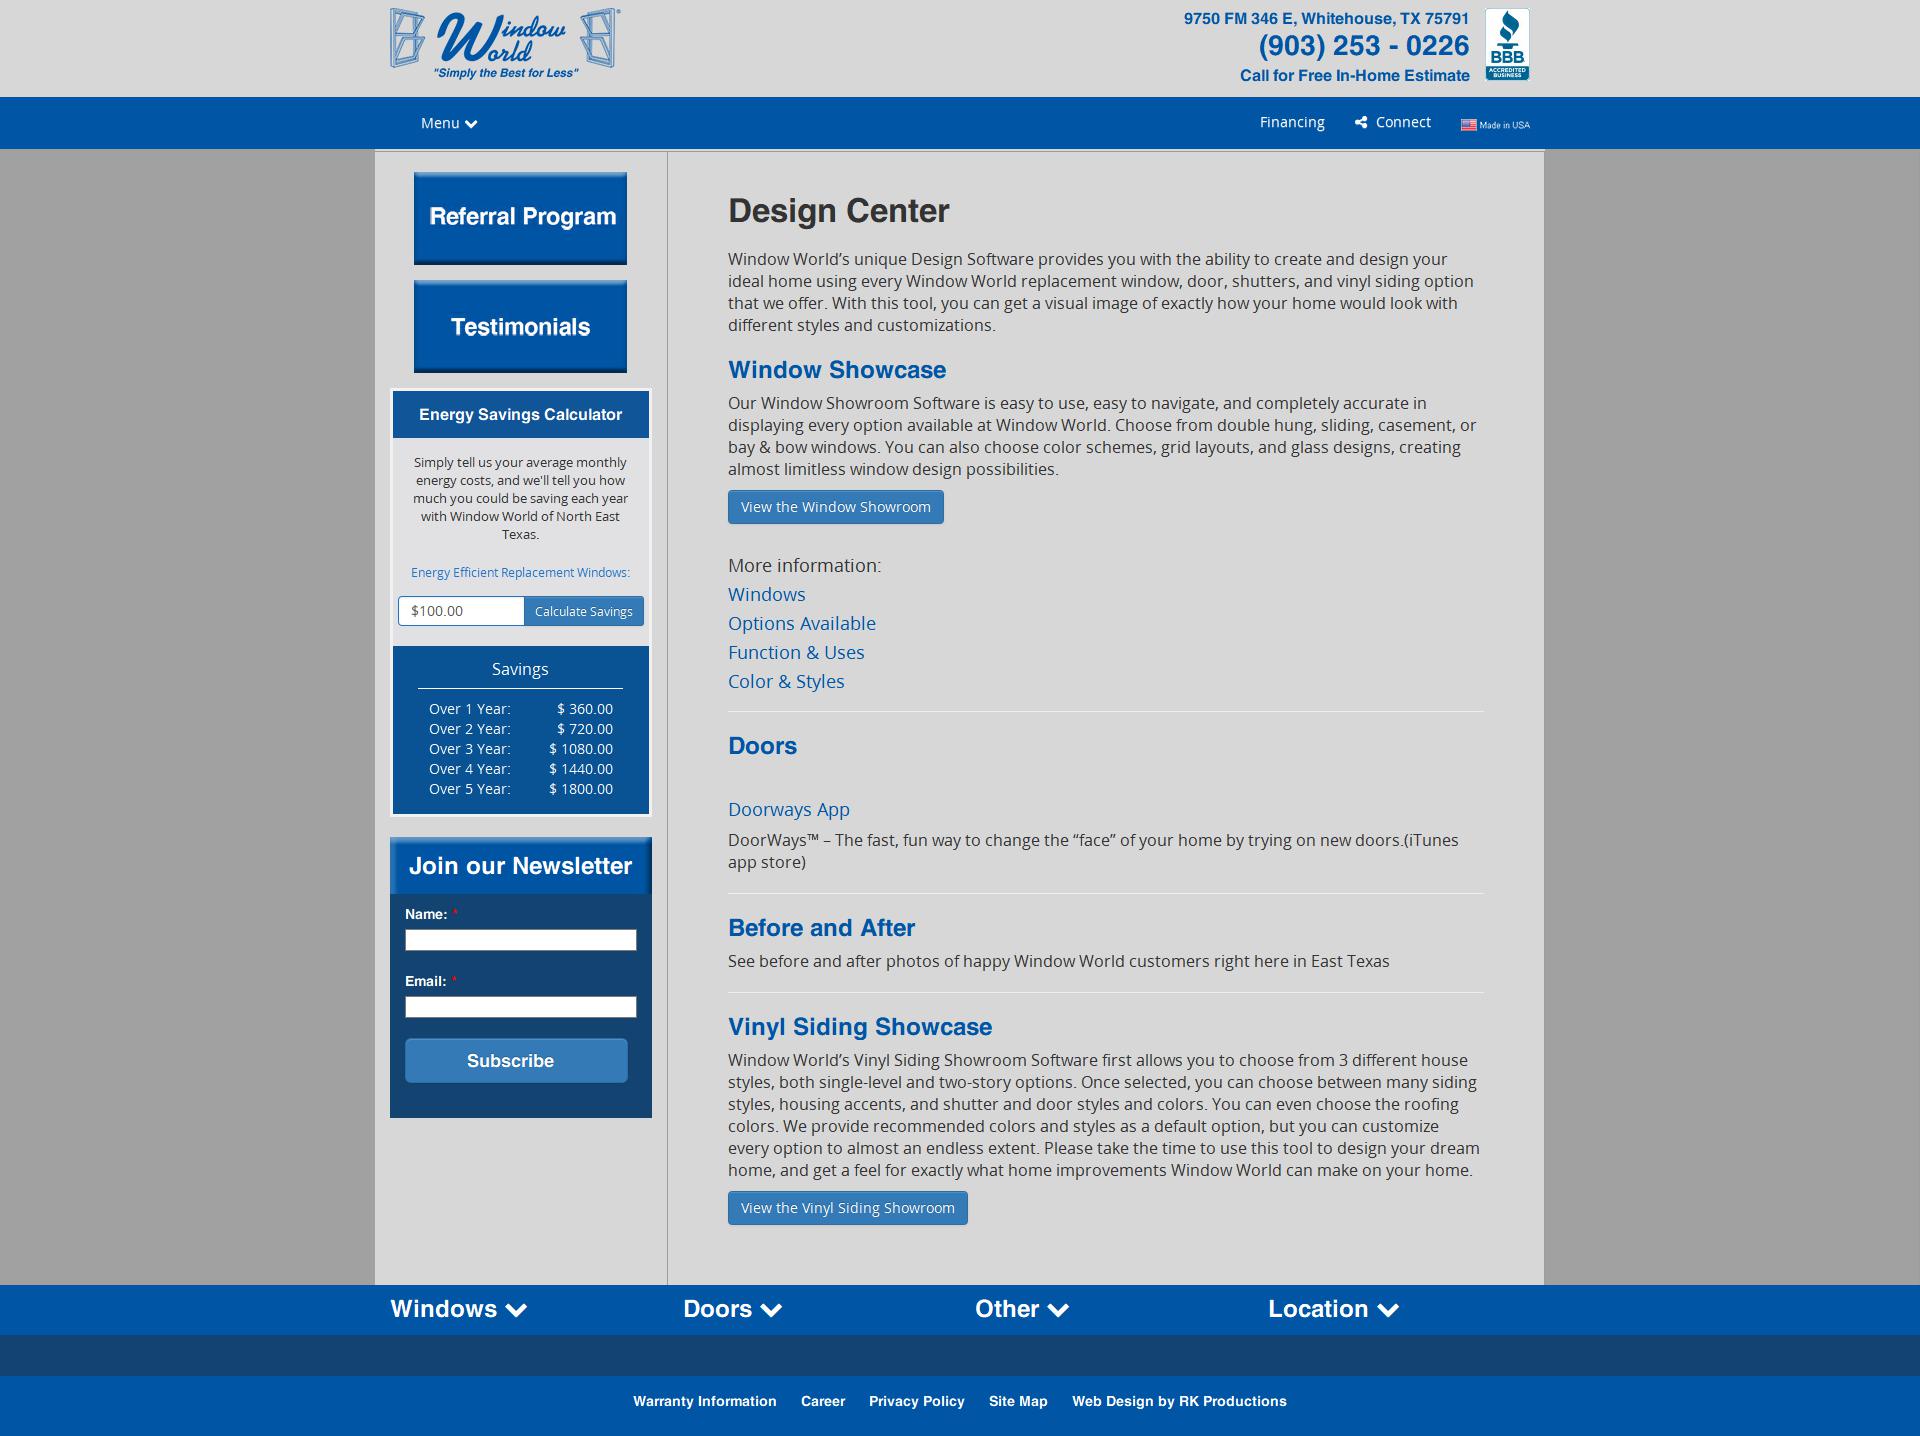 Window World ®
"Simply the Best for Less"
9750 FM 346 E, Whitehouse, TX 75791
(903) 253 - 0226
Call for Free In-Home Estimate
BBB
ACCREDITED
BUSINESS
Menu
Financing
Connect
Made in USA
Referral Program
Testimonials
Energy Savings Calculator
Simply tell us your average monthly
energy costs, and we'll tell you how
much you could be saving each year
with Window World of North East
Texas.
Energy Efficient Replacement Windows:
$100.00 Calculate Savings
Savings
Over 1 Year: $ 360.00
Over 2 Year: $ 720.00
Over 3 Year: $ 1080.00
Over 4 Year: $ 1440.00
Over 5 Year: $ 1800.00
Join our Newsletter
Name: *
Email: *
Subscribe
Design Center
Window World’s unique Design Software provides you with the ability to create and design your
ideal home using every Window World replacement window, door, shutters, and vinyl siding option
that we offer. With this tool, you can get a visual image of exactly how your home would look with
different styles and customizations.
Window Showcase
Our Window Showroom Software is easy to use, easy to navigate, and completely accurate in
displaying every option available at Window World. Choose from double hung, sliding, casement, or
bay & bow windows. You can also choose color schemes, grid layouts, and glass designs, creating
almost limitless window design possibilities.
View the Window Showroom
More information:
Windows
Options Available
Function & Uses
Color & Styles
Doors
Doorways App
DoorWays™ – The fast, fun way to change the “face” of your home by trying on new doors.(iTunes
app store)
Before and After
See before and after photos of happy Window World customers right here in East Texas
Vinyl Siding Showcase
Window World’s Vinyl Siding Showroom Software first allows you to choose from 3 different house
styles, both single-level and two-story options. Once selected, you can choose between many siding
styles, housing accents, and shutter and door styles and colors. You can even choose the roofing
colors. We provide recommended colors and styles as a default option, but you can customize
every option to almost an endless extent. Please take the time to use this tool to design your dream
home, and get a feel for exactly what home improvements Window World can make on your home.
View the Vinyl Siding Showroom
Windows
Doors
Other
Location
Warranty Information Career Privacy Policy Site Map Web Design by RK Productions